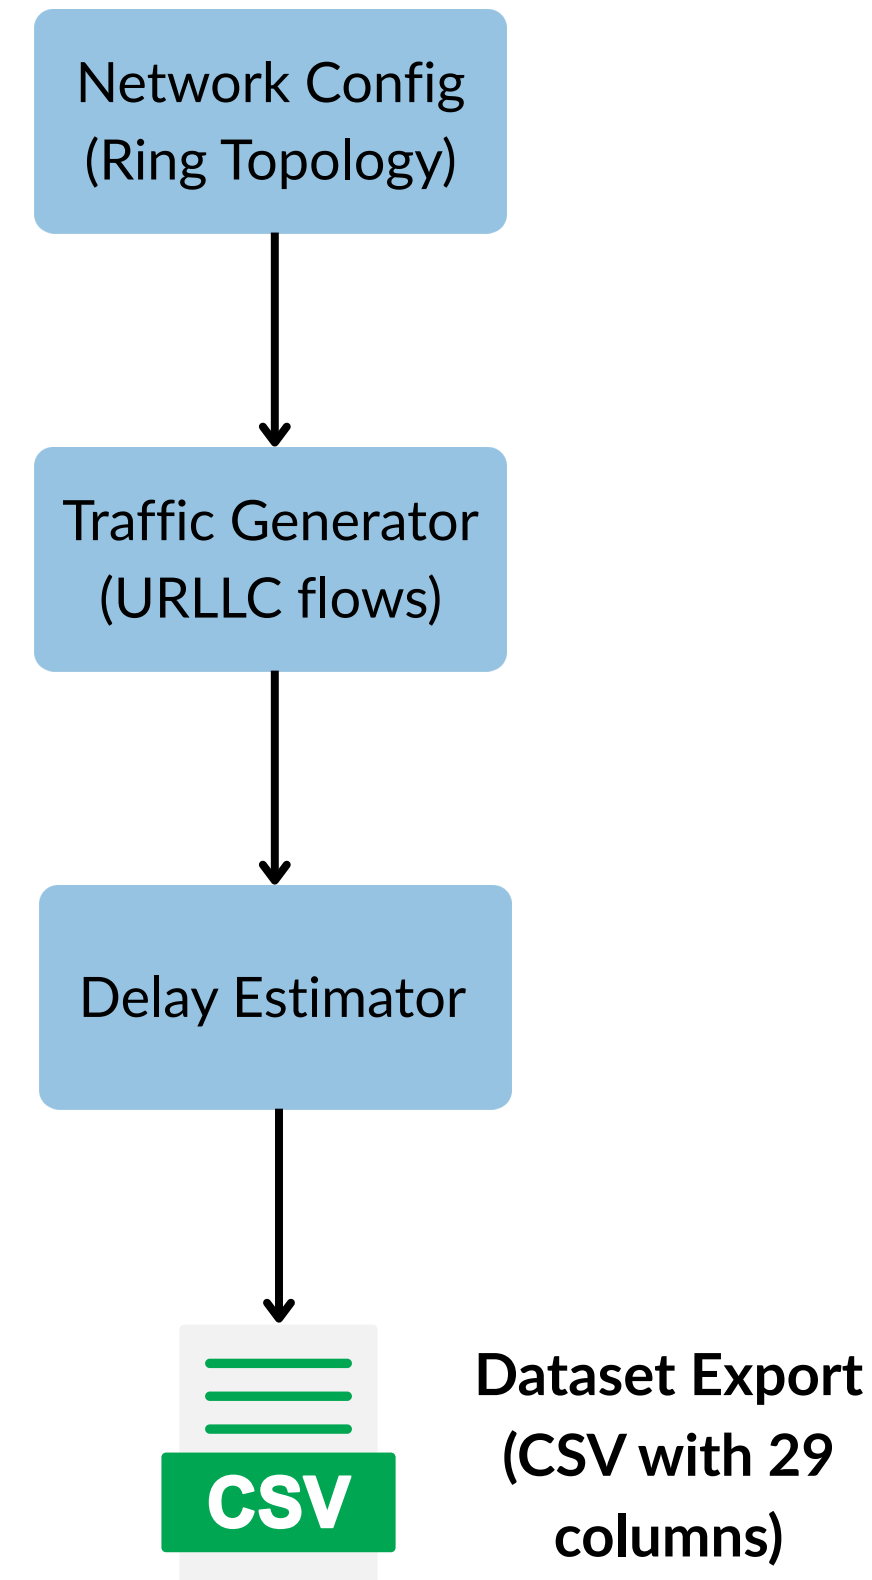 Network Config
(Ring Topology)
Traffic Generator
(URLLC flows)
Delay Estimator
CSV
Dataset Export
(CSV with 29
columns)